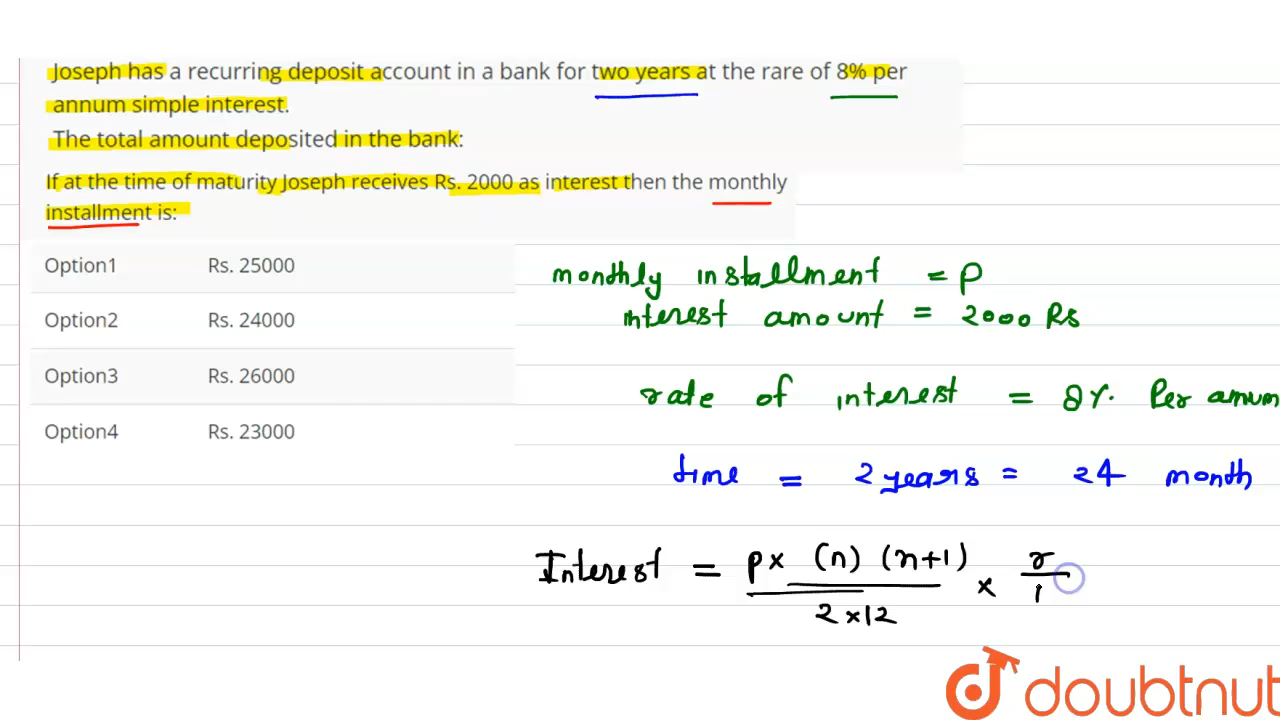 Joseph has a recurring deposit account in a bank for two years at the rare of 8% per
annum simple interest.
The total amount deposited in the bank:
If at the time of maturity Joseph receives Rs. 2000 as interest then the monthly
installment is:
Option1 Rs. 25000
Option2 Rs. 24000
Option3 Rs. 26000
Option4 Rs. 23000
monthly installment = P
interest amount = 2000 Rs
rate of interest = 8%. Per annum
time = 2 years = 24 month
Interest = P× (n) (n+1) × r
2×12 1
doubtnut